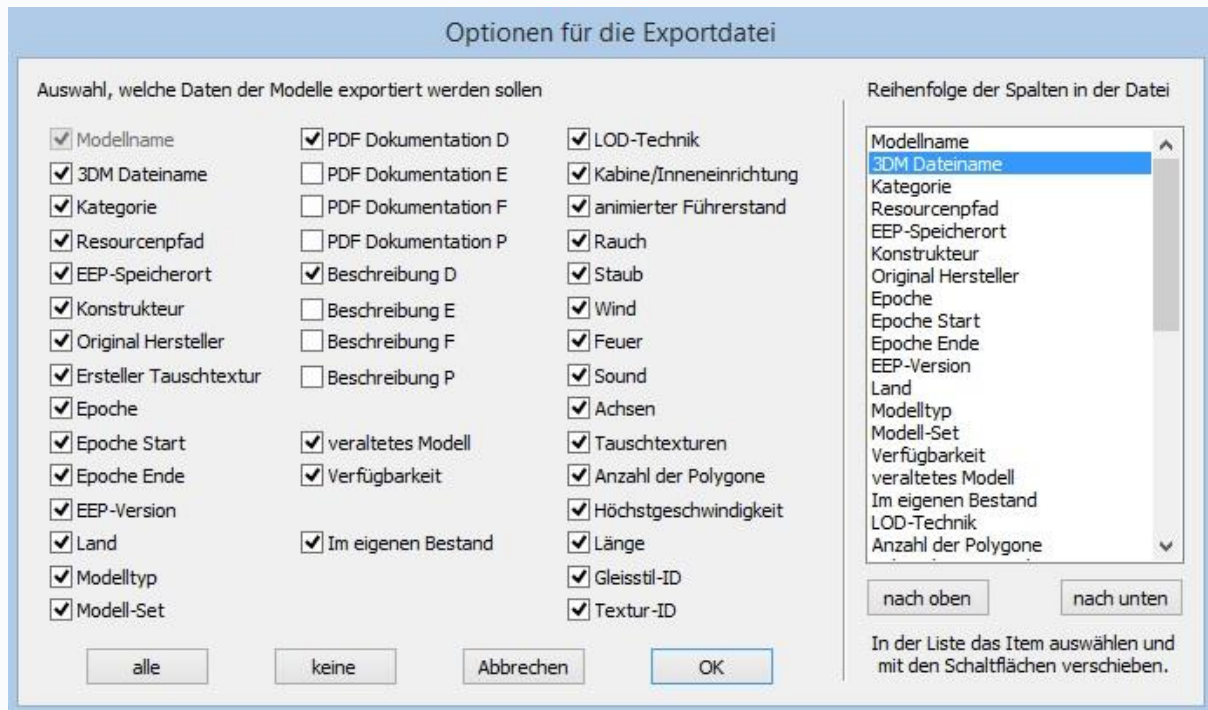 Optionen für die Exportdatei
Auswahl, welche Daten der Modelle exportiert werden sollen
Modellname
3DM Dateiname
Kategorie
Resourcenpfad
EEP-Speicherort
Konstrukteur
Original Hersteller
Ersteller Tauschtextur
Epoche
Epoche Start
Epoche Ende
EEP-Version
Land
Modelltyp
Modell-Set
PDF Dokumentation D
PDF Dokumentation E
PDF Dokumentation F
PDF Dokumentation P
Beschreibung D
Beschreibung E
Beschreibung F
Beschreibung P
veraltetes Modell
Verfügbarkeit
Im eigenen Bestand
LOD-Technik
Kabine/Inneneinrichtung
animierter Führerstand
Rauch
Staub
Wind
Feuer
Sound
Achsen
Tauschtexturen
Anzahl der Polygone
Höchstgeschwindigkeit
Länge
Gleisstil-ID
Textur-ID
alle
keine
Abbrechen
OK
Reihenfolge der Spalten in der Datei
Modellname
3DM Dateiname
Kategorie
Resourcenpfad
EEP-Speicherort
Konstrukteur
Original Hersteller
Epoche
Epoche Start
Epoche Ende
EEP-Version
Land
Modelltyp
Modell-Set
Verfügbarkeit
veraltetes Modell
Im eigenen Bestand
LOD-Technik
Anzahl der Polygone
nach oben
nach unten
In der Liste das Item auswählen und
mit den Schaltflächen verschieben.